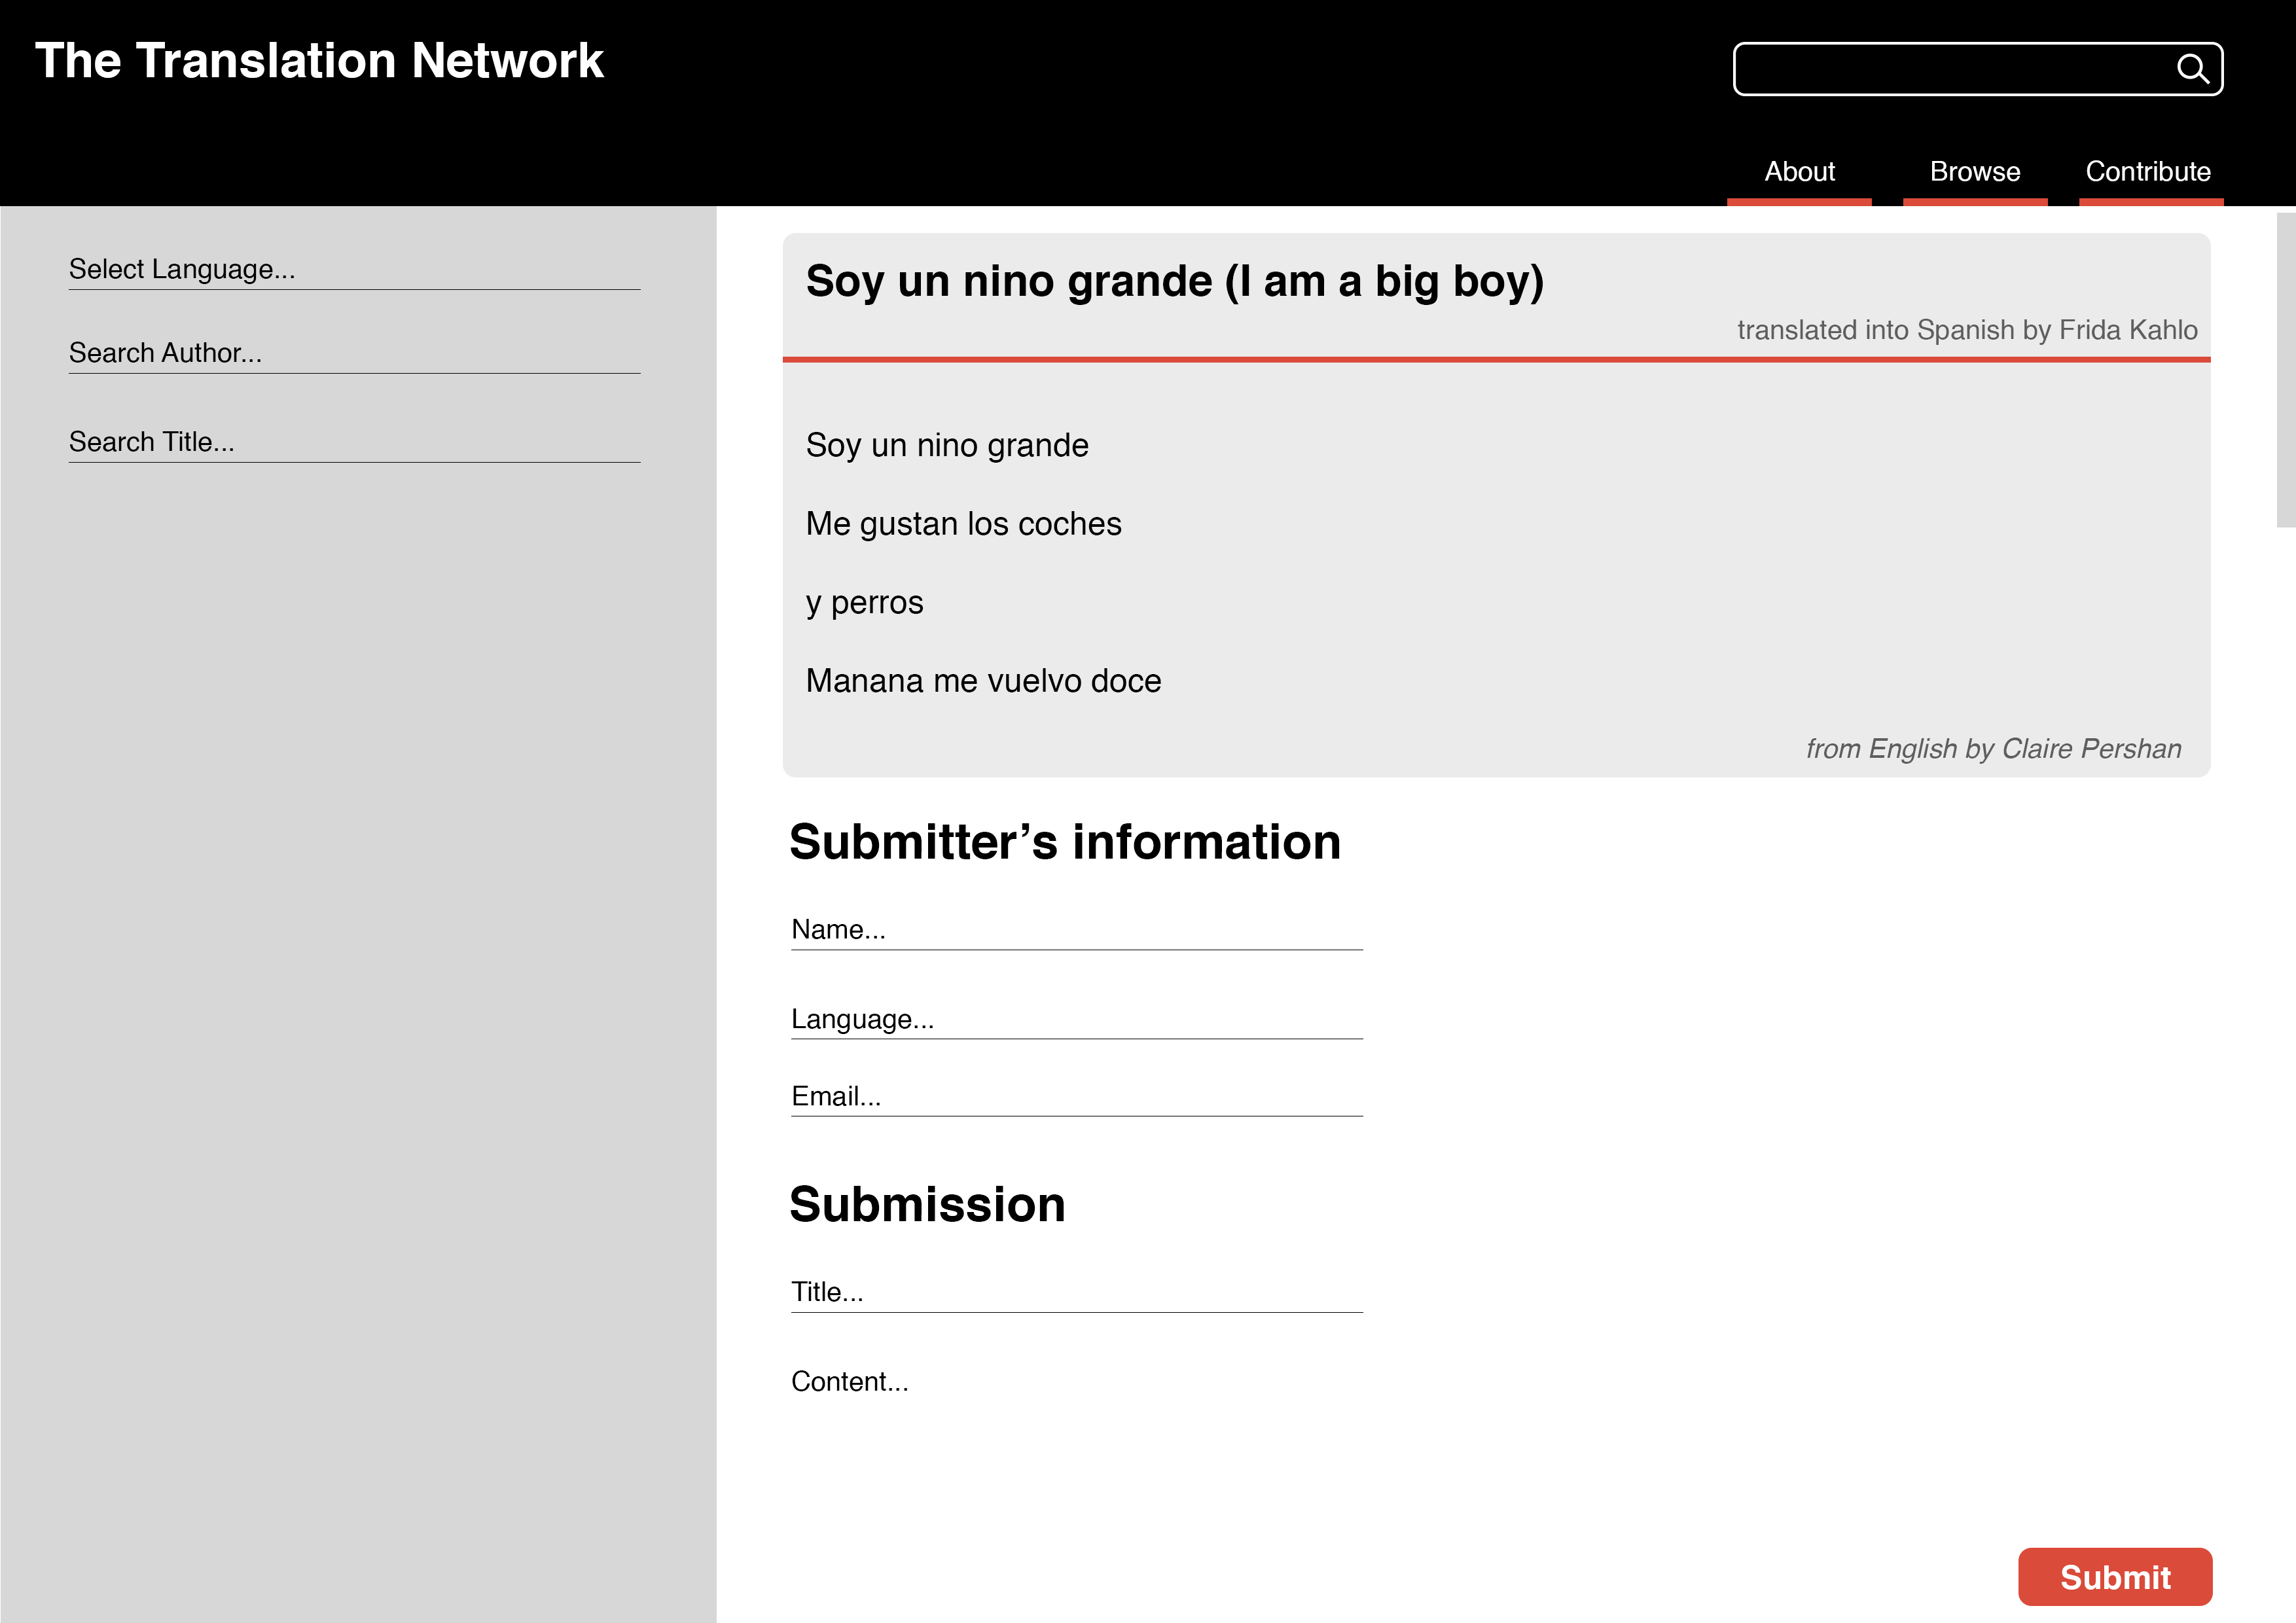 The Translation Network
About Browse Contribute
Select Language...
Search Author...
Search Title...
Soy un nino grande (I am a big boy)
translated into Spanish by Frida Kahlo
Soy un nino grande
Me gustan los coches
y perros
Manana me vuelvo doce
from English by Claire Pershan
Submitter’s information
Name...
Language...
Email...
Submission
Title...
Content...
Submit